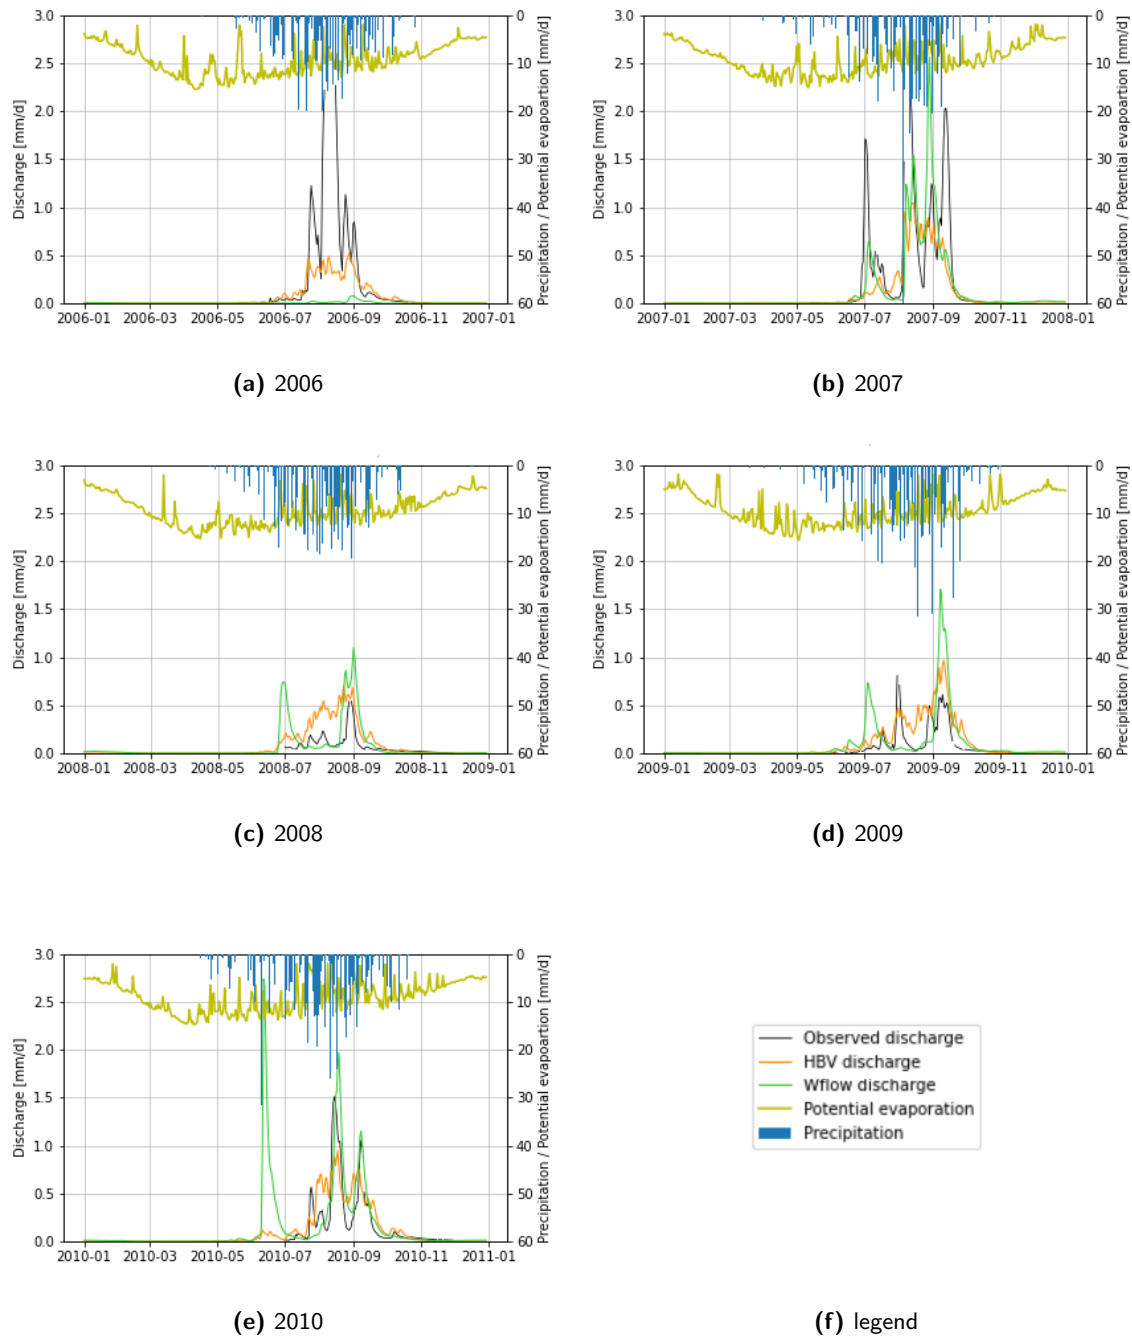 3.0
2.5
2.0
1.5
1.0
0.5
0.0
Discharge [mm/d]
0
10
20
30
40
50
60
Precipitation / Potential evapoartion [mm/d]
2006-01 2006-03 2006-05 2006-07 2006-09 2006-11 2007-01
(a) 2006
3.0
2.5
2.0
1.5
1.0
0.5
0.0
Discharge [mm/d]
0
10
20
30
40
50
60
Precipitation / Potential evapoartion [mm/d]
2007-01 2007-03 2007-05 2007-07 2007-09 2007-11 2008-01
(b) 2007
3.0
2.5
2.0
1.5
1.0
0.5
0.0
Discharge [mm/d]
0
10
20
30
40
50
60
Precipitation / Potential evapoartion [mm/d]
2008-01 2008-03 2008-05 2008-07 2008-09 2008-11 2009-01
(c) 2008
3.0
2.5
2.0
1.5
1.0
0.5
0.0
Discharge [mm/d]
0
10
20
30
40
50
60
Precipitation / Potential evapoartion [mm/d]
2009-01 2009-03 2009-05 2009-07 2009-09 2009-11 2010-01
(d) 2009
3.0
2.5
2.0
1.5
1.0
0.5
0.0
Discharge [mm/d]
0
10
20
30
40
50
60
Precipitation / Potential evapoartion [mm/d]
2010-01 2010-03 2010-05 2010-07 2010-09 2010-11 2011-01
(e) 2010
Observed discharge
HBV discharge
Wflow discharge
Potential evaporation
Precipitation
(f) legend